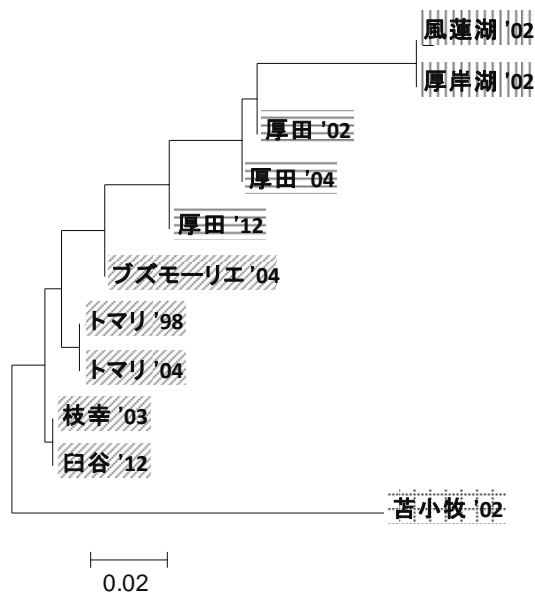 風蓮湖 '02
厚岸湖 '02
厚田 '02
厚田 '04
厚田 '12
ブズモーリエ '04
トマリ '98
トマリ '04
枝幸 '03
臼谷 '12
苫小牧 '02
0.02